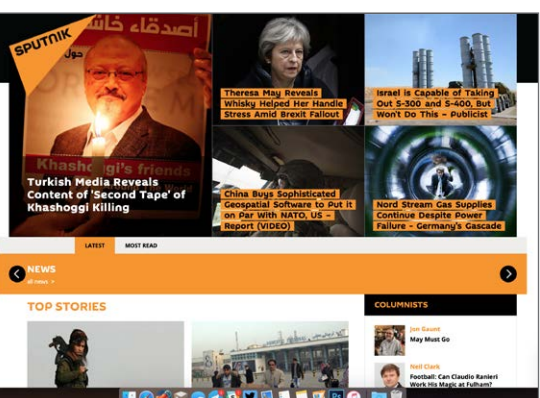 SPUTNIK
أصدقاء خاش
حول
Khashoggi's friends
Turkish Media Reveals
Content of 'Second Tape' of
Khashoggi Killing
Theresa May Reveals
Whisky Helped Her Handle
Stress Amid Brexit Fallout
Israel is Capable of Taking
Out S-300 and S-400, But
Won't Do This - Publicist
China Buys Sophisticated
Geospatial Software to Put it
on Par With NATO, US -
Report (VIDEO)
Nord Stream Gas Supplies
Continue Despite Power
Failure - Germany's Gascade
LATEST MOST READ
NEWS
all news >
TOP STORIES
COLUMNISTS
Jon Gaunt
May Must Go
Neil Clark
Football: Can Claudio Ranieri
Work His Magic at Fulham?